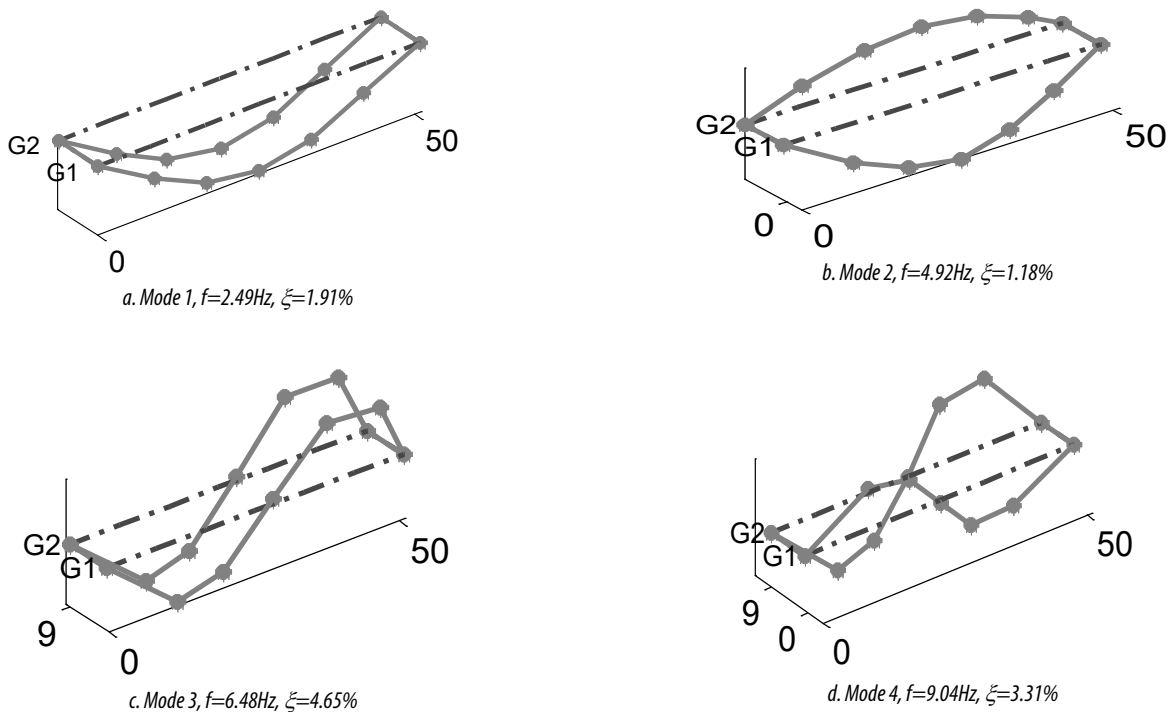 G2
G1
50
0
a. Mode 1, f=2.49Hz, ξ=1.91%
G2
G1
50
0
0
b. Mode 2, f=4.92Hz, ξ=1.18%
G2
G1
50
9
0
c. Mode 3, f=6.48Hz, ξ=4.65%
G2
G1
50
9
0
0
d. Mode 4, f=9.04Hz, ξ=3.31%